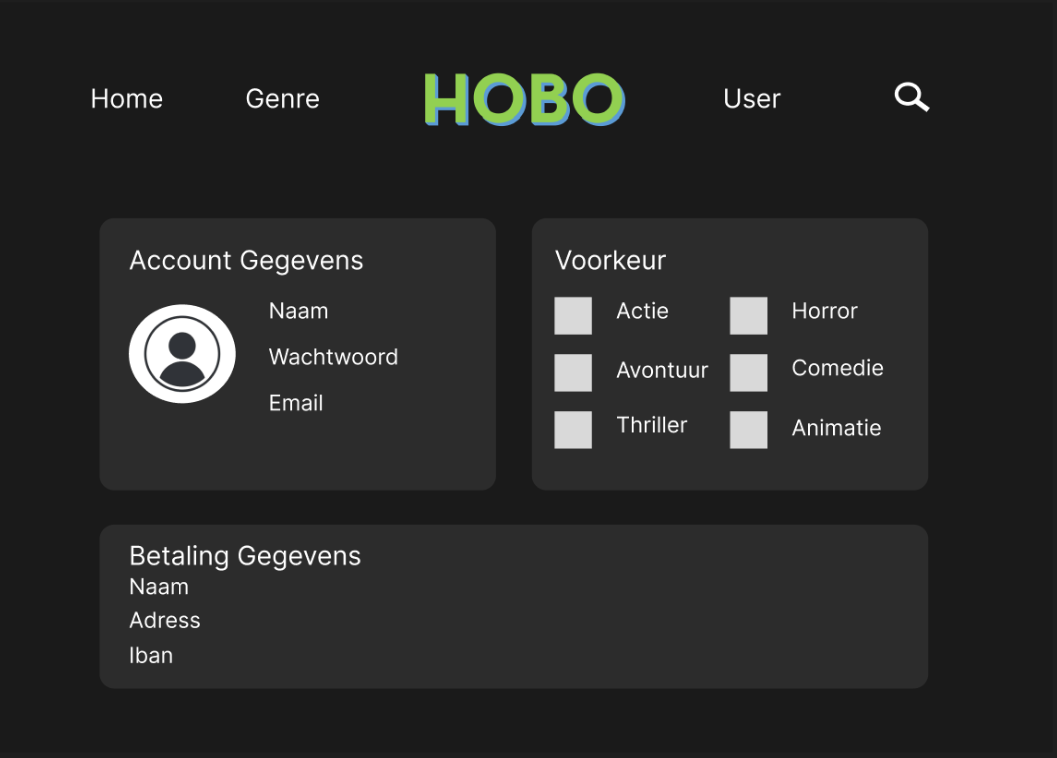 Home Genre HOBO User
Account Gegevens
Naam
Wachtwoord
Email
Voorkeur
Actie Horror
Avontuur Comedie
Thriller Animatie
Betaling Gegevens
Naam
Adress
Iban